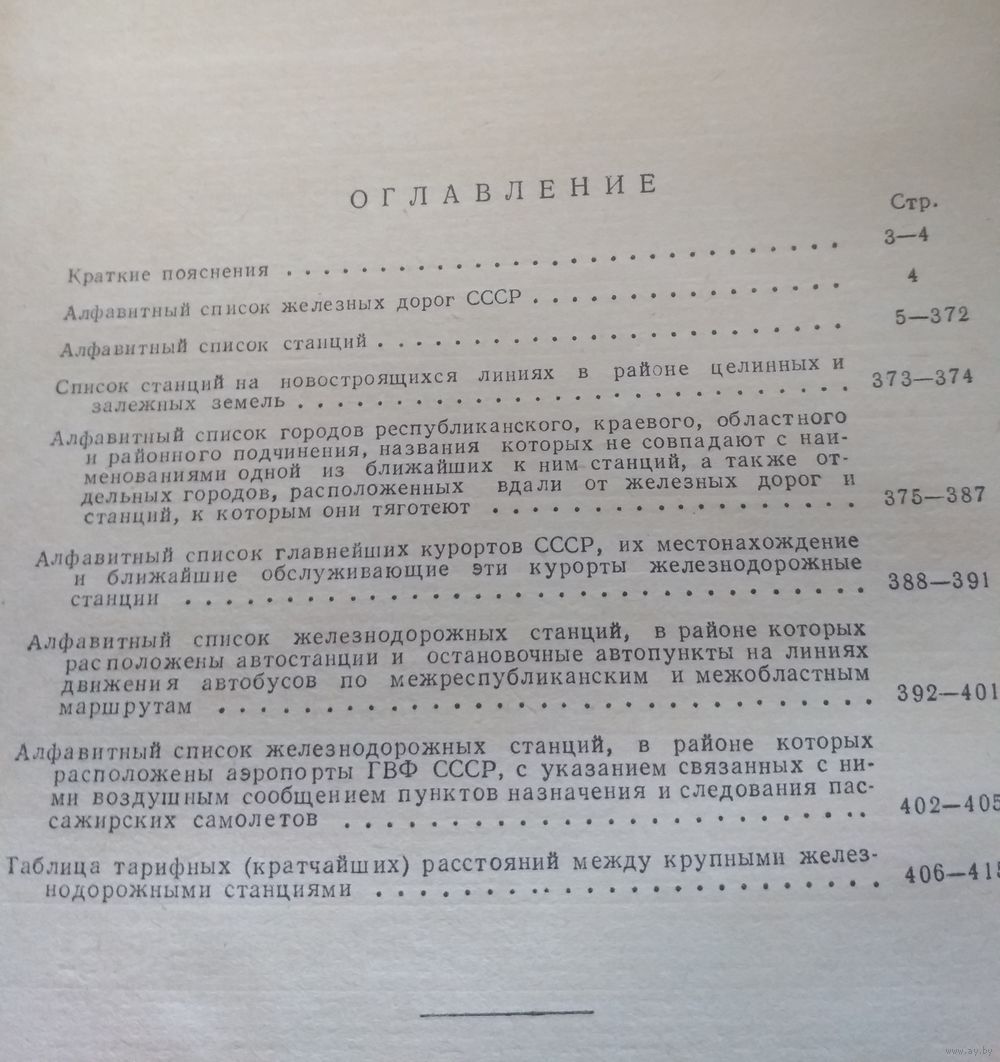 ОГЛАВЛЕНИЕ
Стр.
Краткие пояснения . . . . . . . . . . . . . . . . . . . . . . . . . . . . 3—4
Алфавитный список железных дорог СССР . . . . . . . . . . . . . . . 4
Алфавитный список станций . . . . . . . . . . . . . . . . . . . . . . . 5—372
Список станций на новостроящихся линиях в районе целинных и
залежных земель . . . . . . . . . . . . . . . . . . . . . . . . . . . 373—374
Алфавитный список городов республиканского, краевого, областного
и районного подчинения, названия которых не совпадают с наи-
менованиями одной из ближайших к ним станций, а также от-
дельных городов, расположенных вдали от железных дорог и
станций, к которым они тяготеют . . . . . . . . . . . . . . . . . . 375—387
Алфавитный список главнейших курортов СССР, их местонахождение
и ближайшие обслуживающие эти курорты железнодорожные
станции . . . . . . . . . . . . . . . . . . . . . . . . . . . . . . . . 388—391
Алфавитный список железнодорожных станций, в районе которых
расположены автостанции и остановочные автопункты на линиях
движения автобусов по межреспубликанским и межобластным
маршрутам . . . . . . . . . . . . . . . . . . . . . . . . . . . . . . 392—401
Алфавитный список железнодорожных станций, в районе которых
расположены аэропорты ГВФ СССР, с указанием связанных с ни-
ми воздушным сообщением пунктов назначения и следования пас-
сажирских самолетов . . . . . . . . . . . . . . . . . . . . . . . . 402—405
Таблица тарифных (кратчайших) расстояний между крупными желез-
нодорожными станциями . . . . . . . . . . . . . . . . . . . . . . . 406—415
www.ay.by